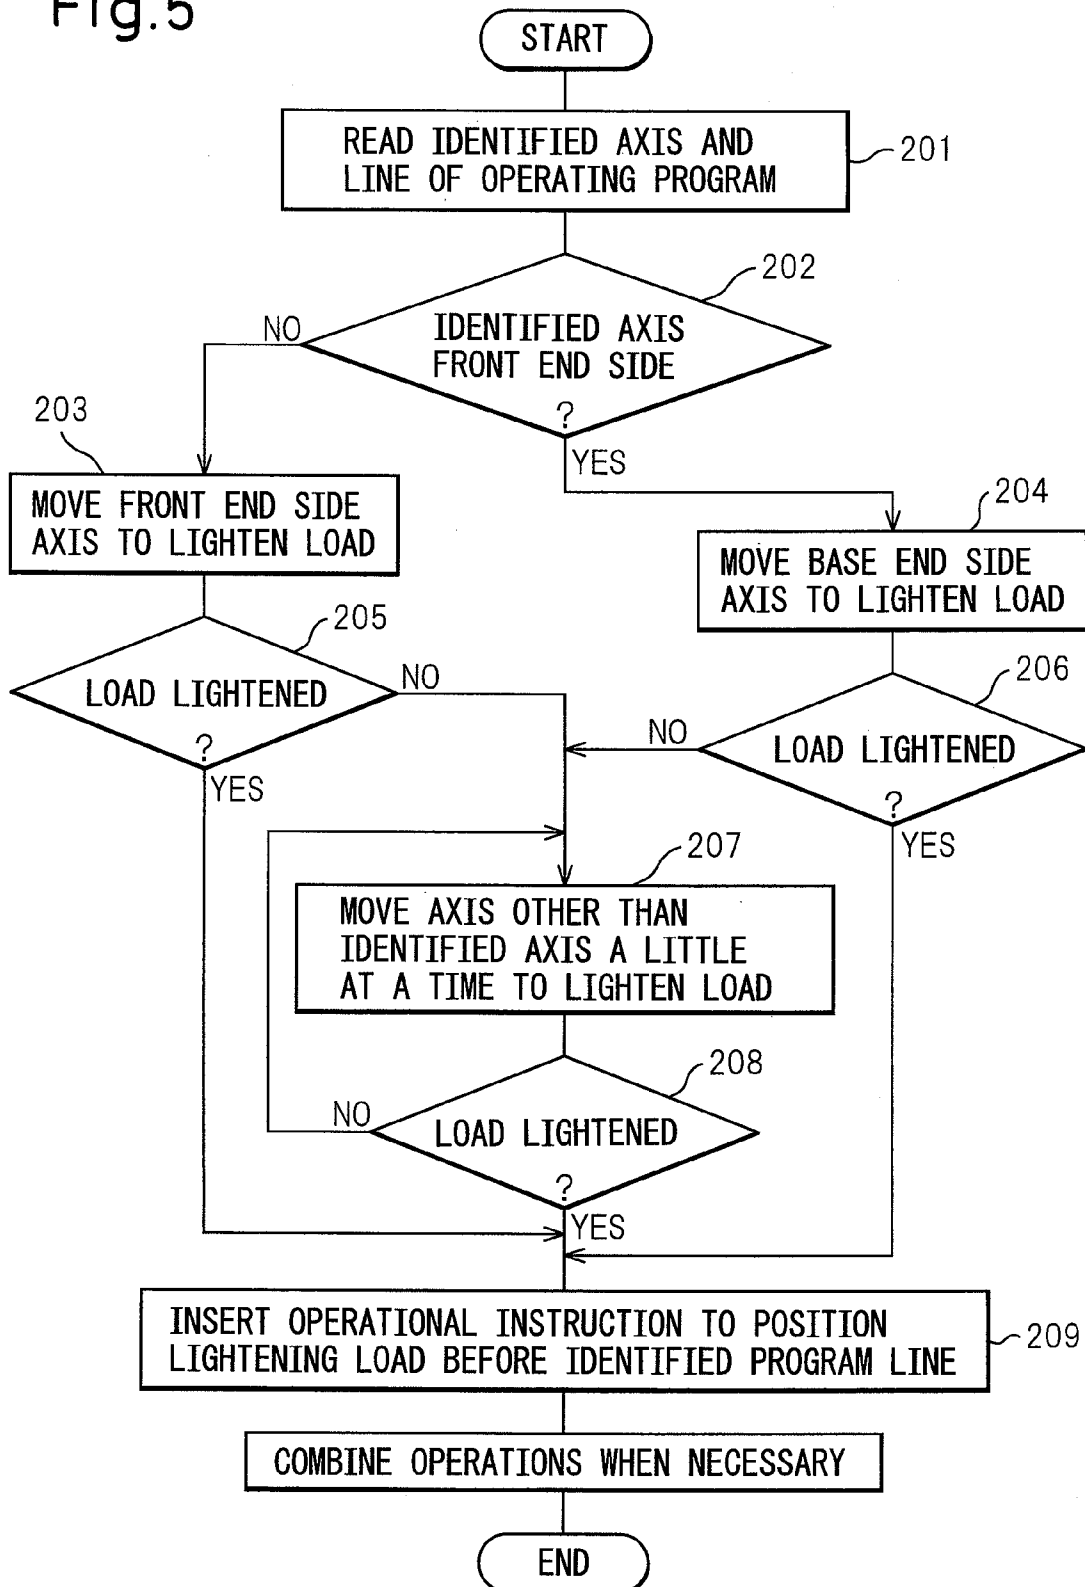 Fig.5
START
READ IDENTIFIED AXIS AND
LINE OF OPERATING PROGRAM
201
202
IDENTIFIED AXIS
FRONT END SIDE
?
NO
YES
203
MOVE FRONT END SIDE
AXIS TO LIGHTEN LOAD
204
MOVE BASE END SIDE
AXIS TO LIGHTEN LOAD
205
LOAD LIGHTENED
?
NO
YES
206
LOAD LIGHTENED
?
NO
YES
207
MOVE AXIS OTHER THAN
IDENTIFIED AXIS A LITTLE
AT A TIME TO LIGHTEN LOAD
208
LOAD LIGHTENED
?
NO
YES
INSERT OPERATIONAL INSTRUCTION TO POSITION
LIGHTENING LOAD BEFORE IDENTIFIED PROGRAM LINE
209
COMBINE OPERATIONS WHEN NECESSARY
END